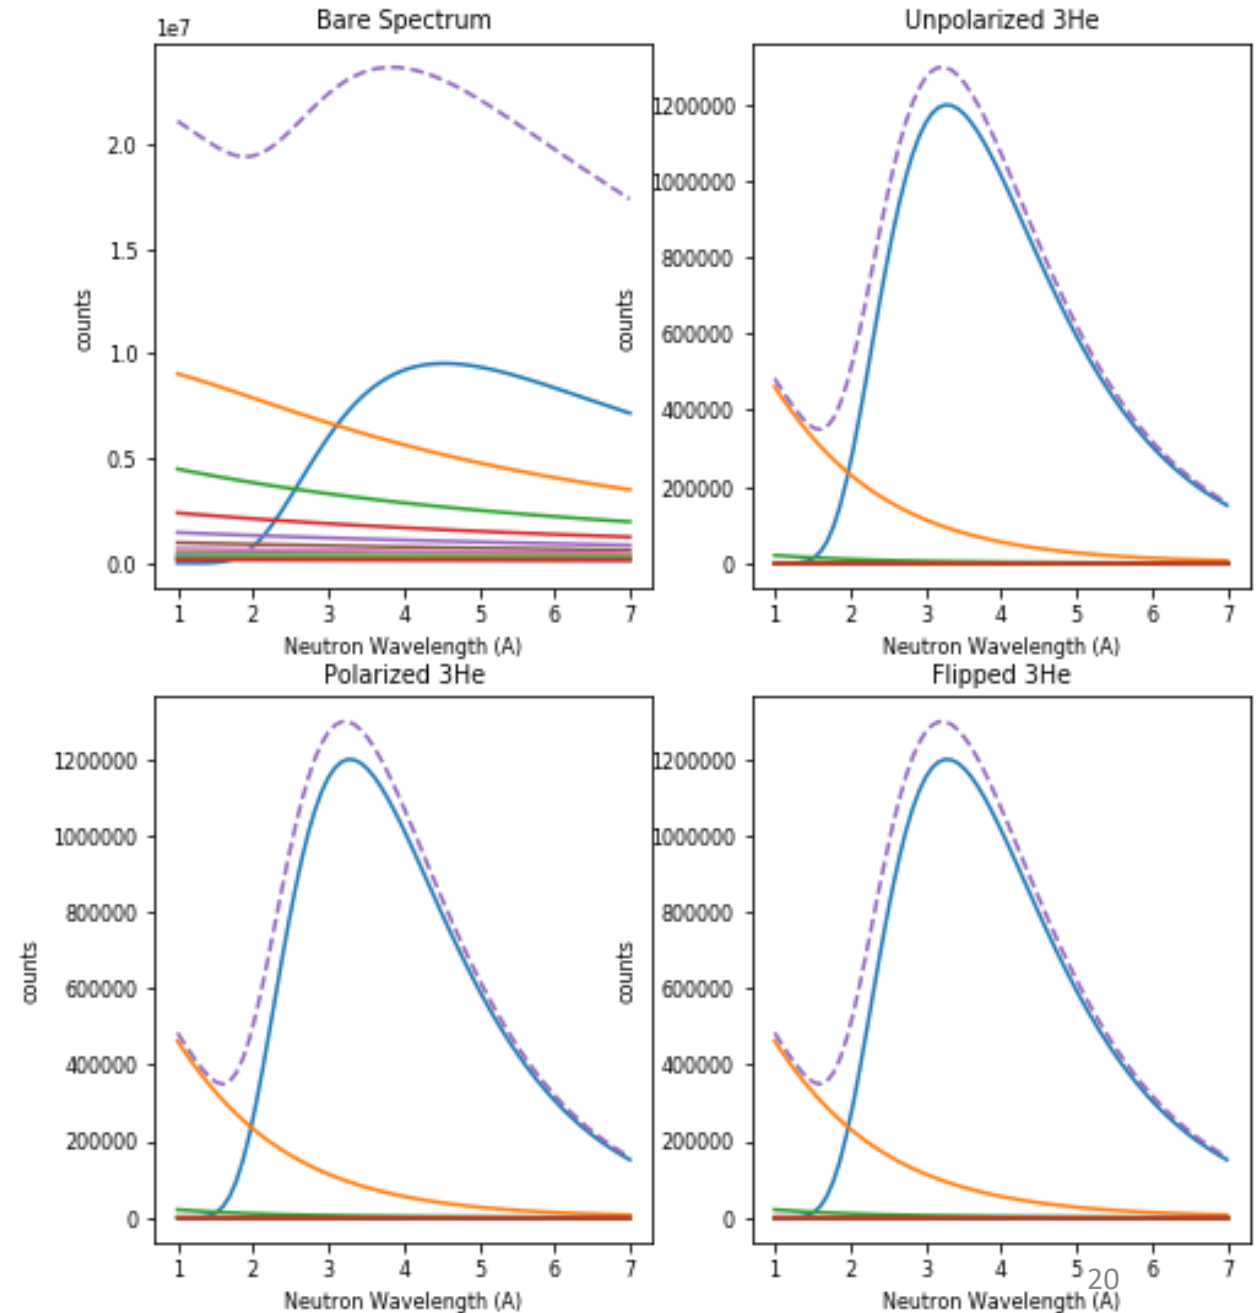 Bare Spectrum
1e7
2.0
1.5
1.0
0.5
0.0
counts
1 2 3 4 5 6 7
Neutron Wavelength (A)
Unpolarized 3He
1200000
1000000
800000
600000
400000
200000
0
counts
1 2 3 4 5 6 7
Neutron Wavelength (A)
Polarized 3He
1200000
1000000
800000
600000
400000
200000
0
counts
1 2 3 4 5 6 7
Neutron Wavelength (A)
Flipped 3He
1200000
1000000
800000
600000
400000
200000
0
counts
1 2 3 4 5 6 7
Neutron Wavelength (A)
20